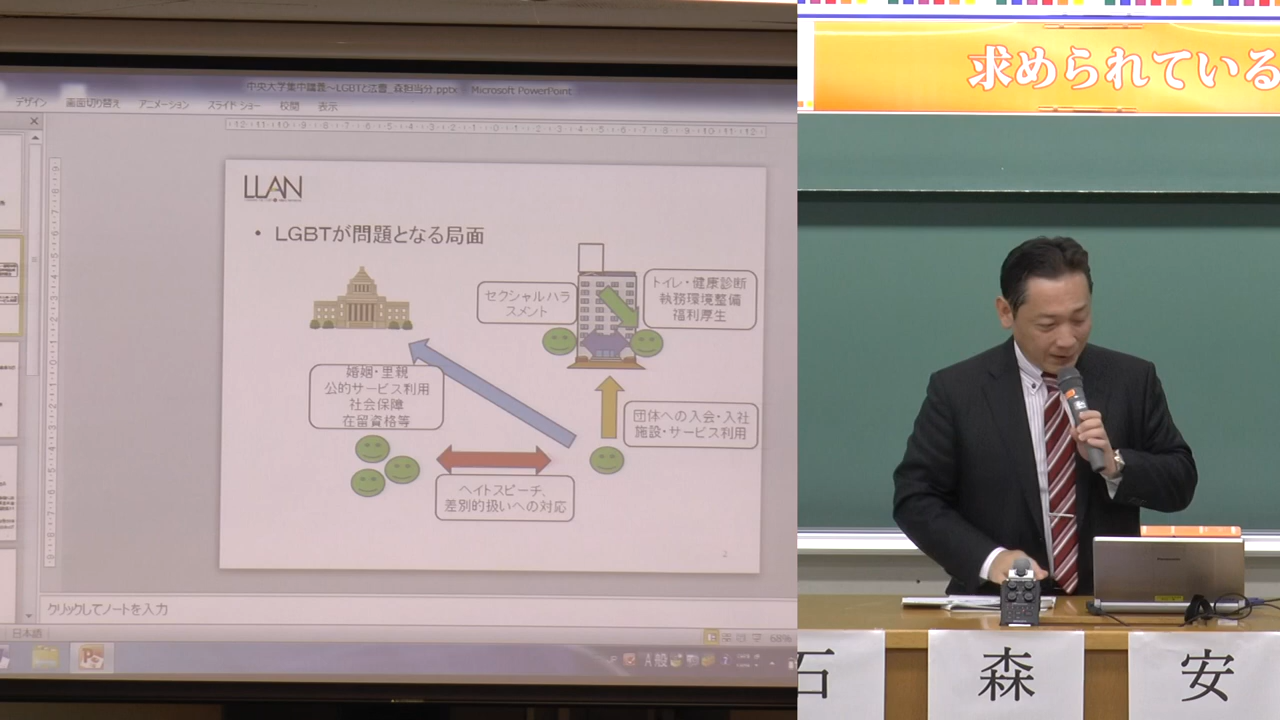 中央大学集中講義～LGBTと法曹_森担当分.pptx - Microsoft PowerPoint
デザイン 画面切り替え アニメーション スライド ショー 校閲 表示
LLAN
• LGBTが問題となる局面
セクシャルハラ
スメント
トイレ・健康診断
執務環境整備
福利厚生
婚姻・里親
公的サービス利用
社会保障
在留資格等
団体への入会・入社
施設・サービス利用
ヘイトスピーチ、
差別的扱いへの対応
2
クリックしてノートを入力
日本語
68%
A 般
求められている
石
森
安